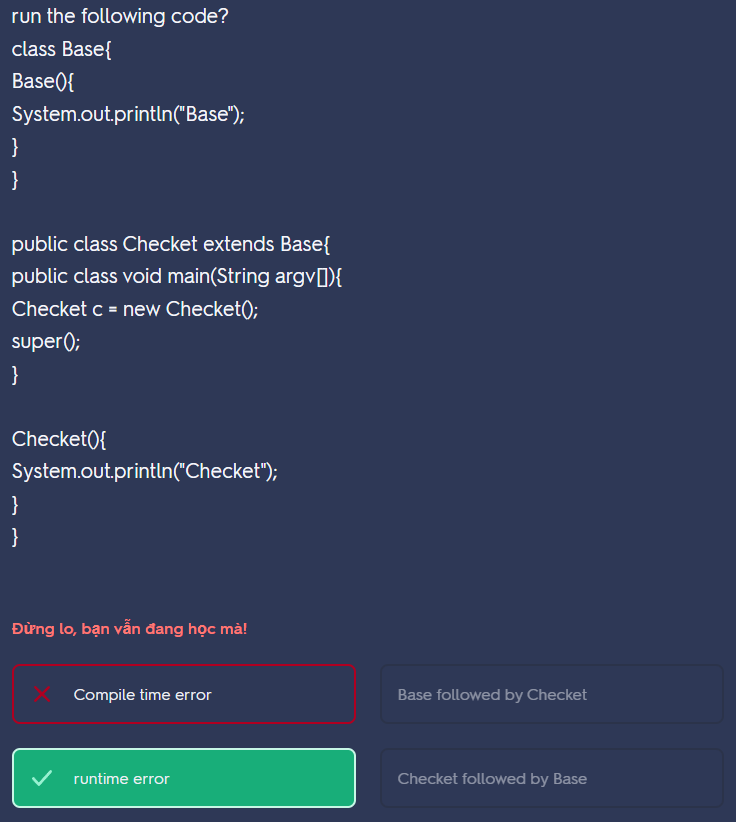 run the following code?
class Base{
Base(){
System.out.println("Base");
}
}
public class Checket extends Base{
public class void main(String argv[]){
Checket c = new Checket();
super();
}
Checket(){
System.out.println("Checket");
}
}
Đừng lo, bạn vẫn đang học mà!
Compile time error
Base followed by Checket
runtime error
Checket followed by Base